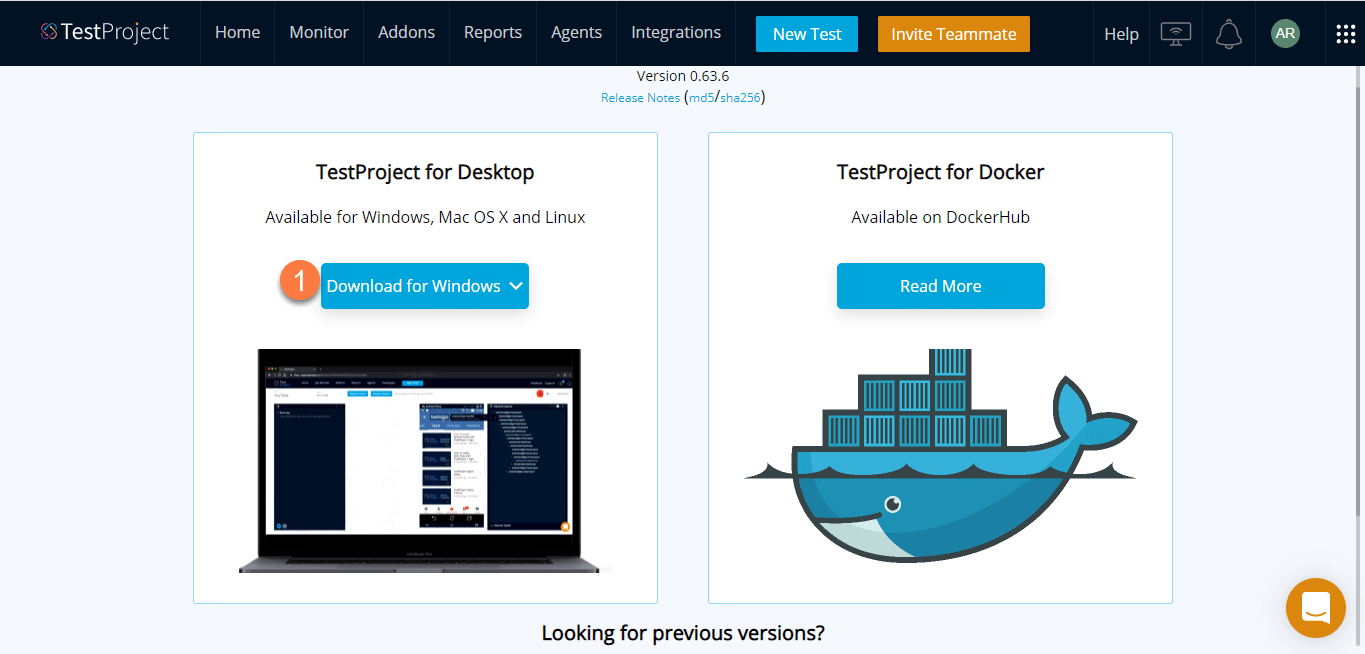 TestProject
Home
Monitor
Addons
Reports
Agents
Integrations
New Test
Invite Teammate
Help
AR
Version 0.63.6
Release Notes (md5/sha256)
TestProject for Desktop
Available for Windows, Mac OS X and Linux
1
Download for Windows
TestProject for Docker
Available on DockerHub
Read More
Looking for previous versions?